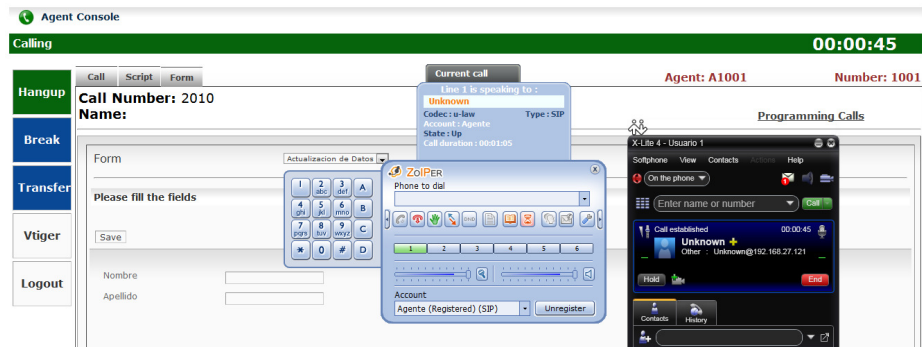 Agent Console
Calling
00:00:45
Hangup
Break
Transfer
Vtiger
Logout
Call Script Form
Agent: A1001 Number: 1001
Call Number: 2010
Name:
Programming Calls
Form
Actualizacion de Datos
Please fill the fields
Save
Nombre
Apellido
Current call
Line 1 is speaking to :
Unknown
Codec : u-law Type : SIP
Account : Agente
State : Up
Call duration : 00:01:05
1 2 abc 3 def A
4 ghi 5 jkl 6 mno B
7 pqrs 8 tuv 9 wxyz C
* 0 # D
ZOIPER
Phone to dial
DND
1 2 3 4 5 6
Account
Agente (Registered) (SIP)
Unregister
X-Lite 4 - Usuario 1
Softphone View Contacts Actions Help
On the phone
Enter name or number
Call
Call established 00:00:45
Unknown
Other : Unknown@192.168.27.121
Hold
End
Contacts History